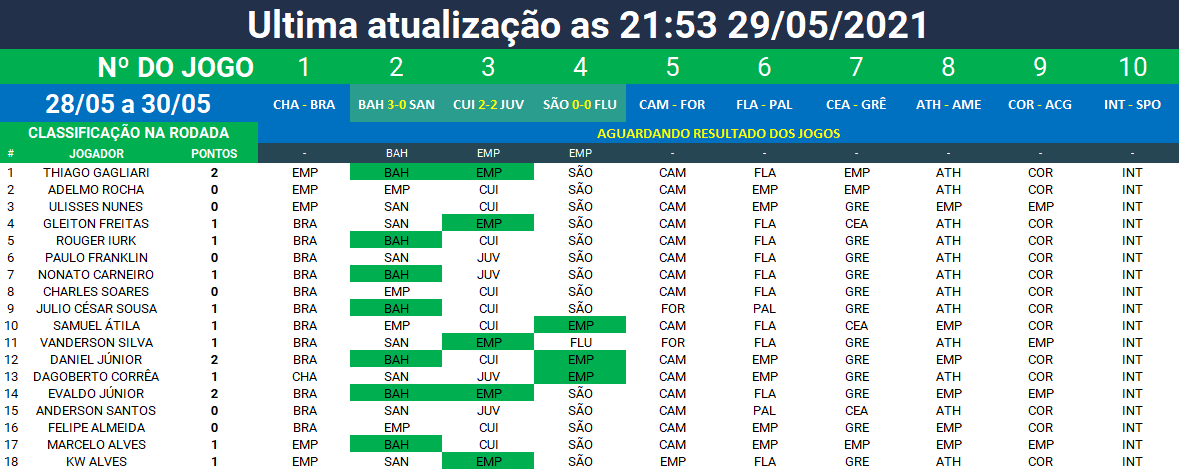 Ultima atualização as 21:53 29/05/2021
Nº DO JOGO 1 2 3 4 5 6 7 8 9 10
28/05 a 30/05 CHA - BRA BAH 3-0 SAN CUI 2-2 JUV SÃO 0-0 FLU CAM - FOR FLA - PAL CEA - GRÊ ATH - AME COR - ACG INT - SPO
CLASSIFICAÇÃO NA RODADA AGUARDANDO RESULTADO DOS JOGOS
# JOGADOR PONTOS - BAH EMP EMP - - - - - -
1 THIAGO GAGLIARI 2 EMP BAH EMP SÃO CAM FLA EMP ATH COR INT
2 ADELMO ROCHA 0 EMP EMP CUI SÃO CAM EMP EMP ATH COR INT
3 ULISSES NUNES 0 EMP SAN CUI SÃO CAM EMP GRE EMP EMP INT
4 GLEITON FREITAS 1 BRA SAN EMP SÃO CAM FLA CEA ATH COR INT
5 ROUGER IURK 1 BRA BAH CUI SÃO CAM FLA GRE ATH COR INT
6 PAULO FRANKLIN 0 BRA SAN JUV SÃO CAM FLA GRE ATH COR INT
7 NONATO CARNEIRO 1 BRA BAH JUV SÃO CAM FLA GRE ATH COR INT
8 CHARLES SOARES 0 BRA EMP CUI SÃO CAM FLA GRE ATH COR INT
9 JULIO CÉSAR SOUSA 1 BRA BAH CUI SÃO FOR PAL GRE ATH COR INT
10 SAMUEL ÁTILA 1 BRA EMP CUI EMP CAM FLA CEA EMP COR INT
11 VANDERSON SILVA 1 BRA SAN EMP FLU FOR FLA GRE ATH EMP INT
12 DANIEL JÚNIOR 2 BRA BAH CUI EMP CAM EMP GRE EMP COR INT
13 DAGOBERTO CORRÊA 1 CHA SAN JUV EMP CAM EMP GRE ATH COR INT
14 EVALDO JÚNIOR 2 BRA BAH EMP SÃO CAM FLA GRE EMP EMP INT
15 ANDERSON SANTOS 0 BRA SAN JUV SÃO CAM PAL CEA ATH COR INT
16 FELIPE ALMEIDA 0 BRA EMP CUI SÃO CAM FLA GRE EMP COR INT
17 MARCELO ALVES 1 EMP BAH CUI SÃO CAM EMP EMP EMP EMP INT
18 KW ALVES 1 EMP SAN EMP SÃO EMP FLA GRE ATH COR INT